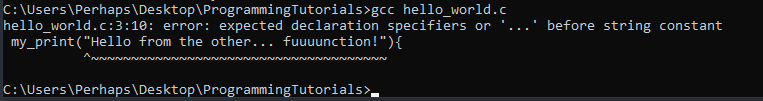 C:\Users\Perhaps\Desktop\ProgrammingTutorials>gcc hello_world.c
hello_world.c:3:10: error: expected declaration specifiers or '...' before string constant
 my_print("Hello from the other... fuuuunction!"){
          ^~~~~~~~~~~~~~~~~~~~~~~~~~~~~~~~~~~~~~
C:\Users\Perhaps\Desktop\ProgrammingTutorials>